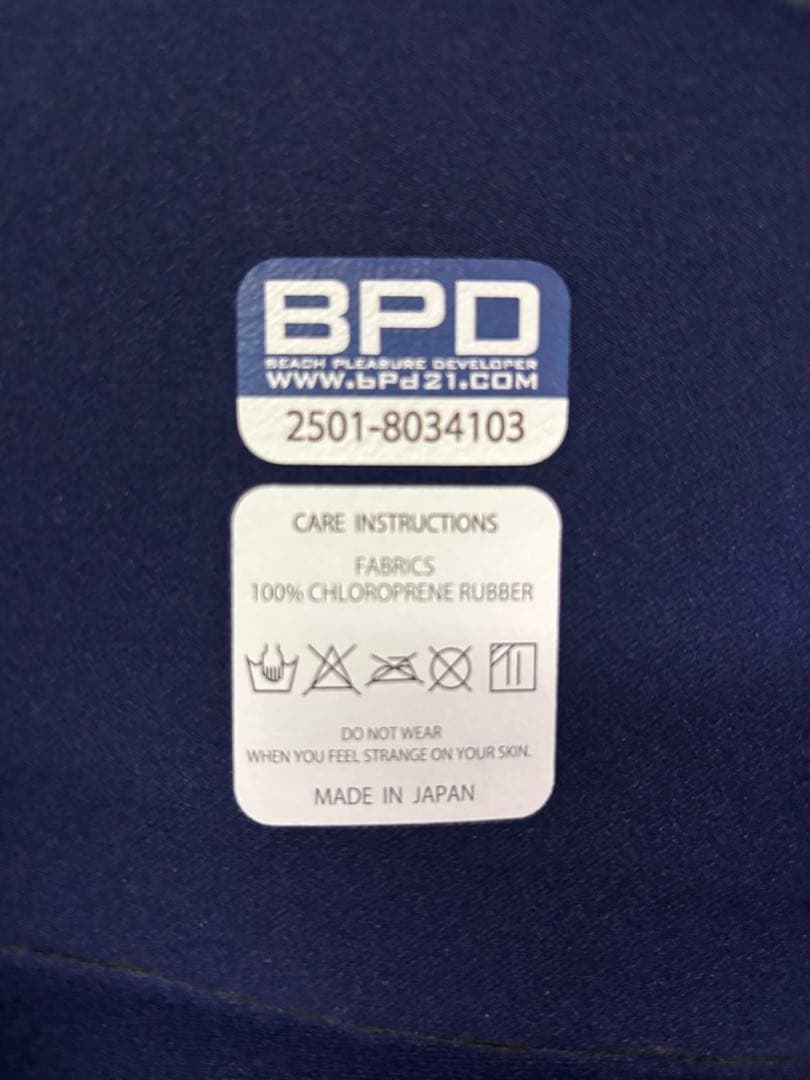 BPD
BEACH PLEASURE DEVELOPER
WWW.bPd21.COM
2501-8034103
CARE INSTRUCTIONS
FABRICS
100% CHLOROPRENE RUBBER
DO NOT WEAR
WHEN YOU FEEL STRANGE ON YOUR SKIN.
MADE IN JAPAN